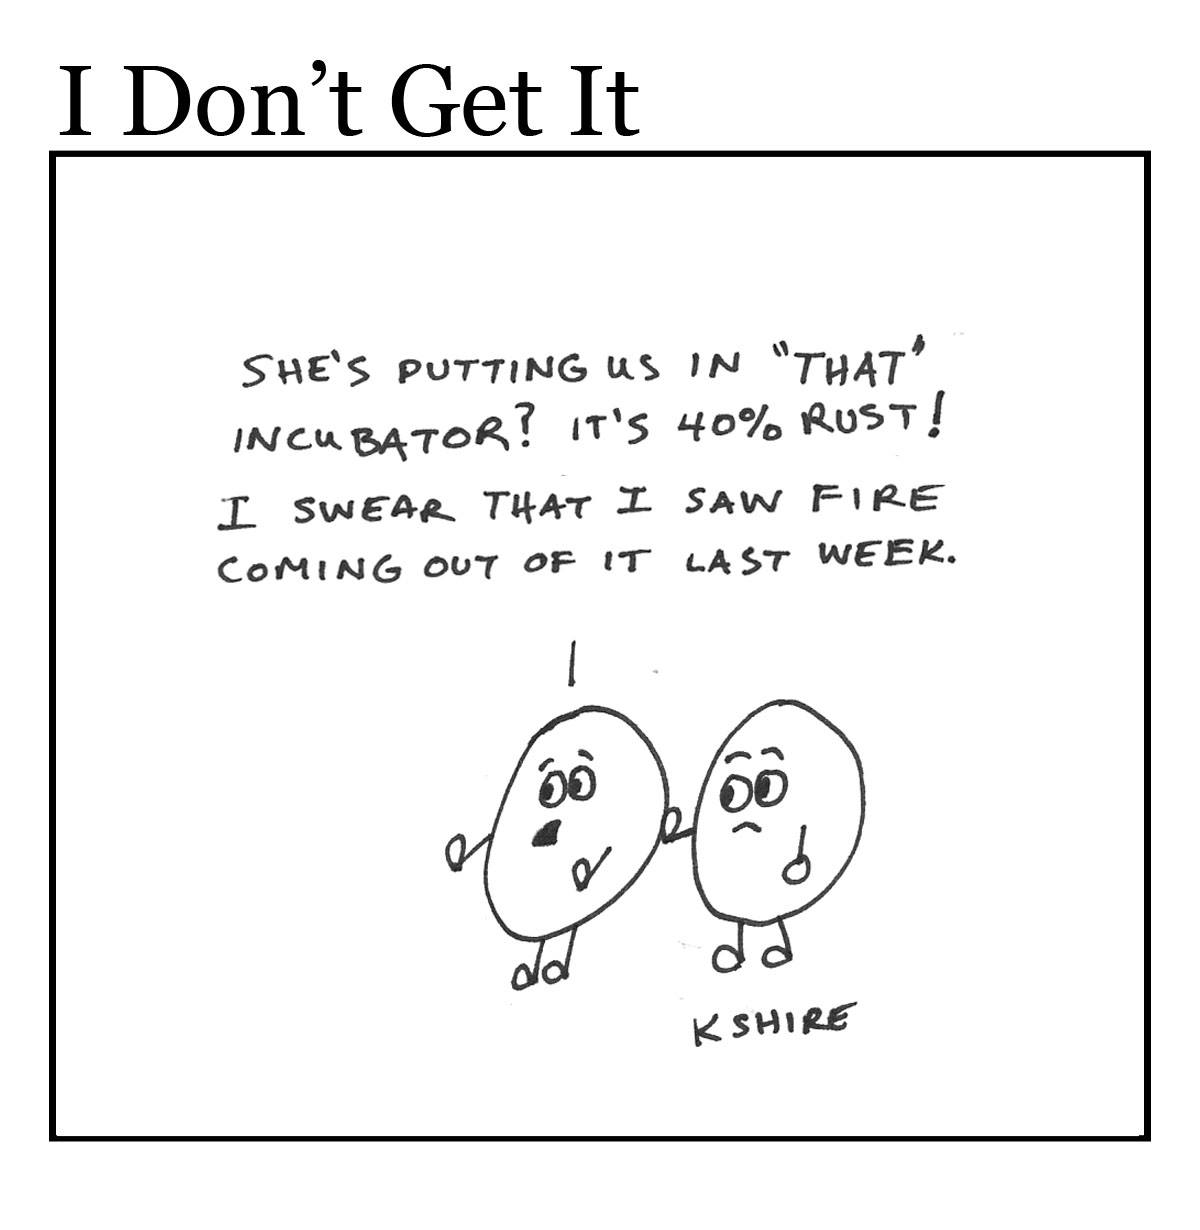 I Don’t Get It
SHE'S PUTTING US IN "THAT"
INCUBATOR? IT'S 40% RUST!
I SWEAR THAT I SAW FIRE
COMING OUT OF IT LAST WEEK.
KSHIRE